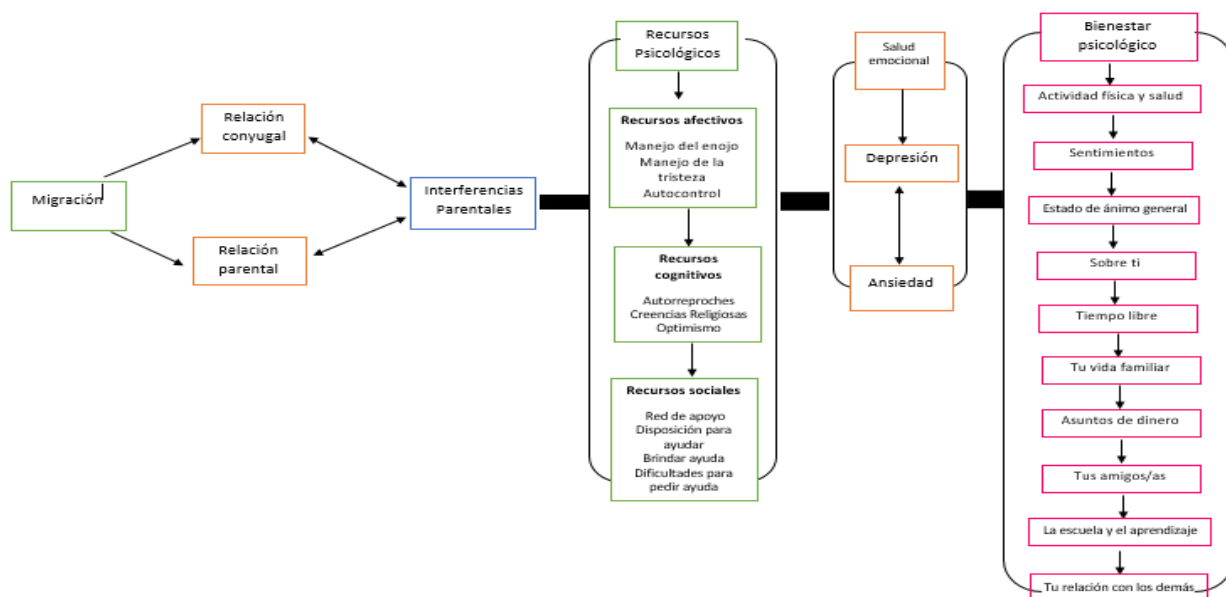 Migración
Relación
conyugal
Relación
parental
Interferencias
Parentales
Recursos
Psicológicos
Recursos afectivos
Manejo del enojo
Manejo de la
tristeza
Autocontrol
Recursos
cognitivos
Autorreproches
Creencias Religiosas
Optimismo
Recursos sociales
Red de apoyo
Disposición para
ayudar
Brindar ayuda
Dificultades para
pedir ayuda
Salud
emocional
Depresión
Ansiedad
Bienestar
psicológico
Actividad física y salud
Sentimientos
Estado de ánimo general
Sobre ti
Tiempo libre
Tu vida familiar
Asuntos de dinero
Tus amigos/as
La escuela y el aprendizaje
Tu relación con los demás